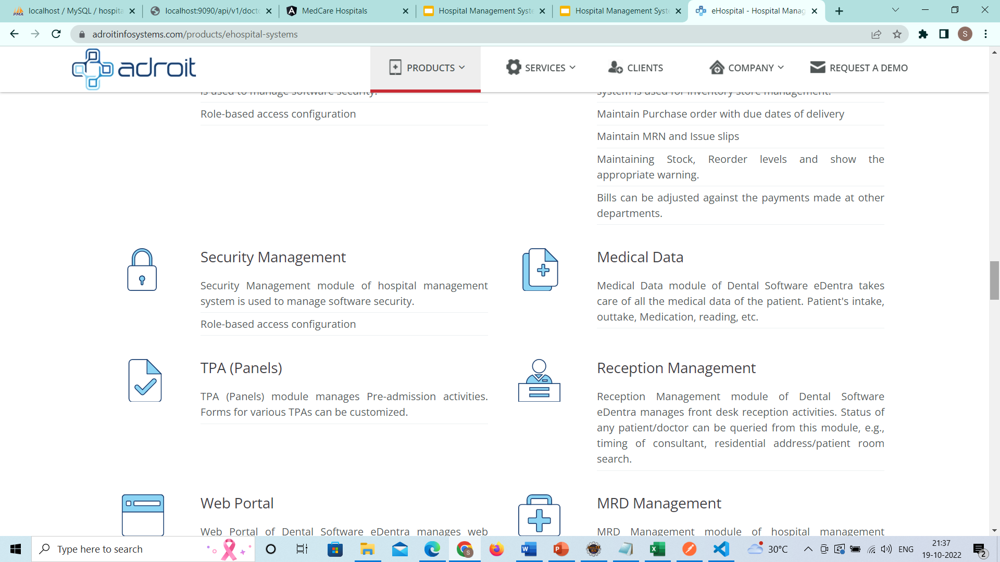 localhost / MySQL / hospita
localhost:9090/api/v1/docto
MedCare Hospitals
Hospital Management Syste
Hospital Management Syste
eHospital - Hospital Manag
adroitinfosystems.com/products/ehospital-systems
S
adroit
PRODUCTS
SERVICES
CLIENTS
COMPANY
REQUEST A DEMO
is used to manage software security.
Role-based access configuration
system is used for inventory store management.
Maintain Purchase order with due dates of delivery
Maintain MRN and Issue slips
Maintaining Stock, Reorder levels and show the
appropriate warning.
Bills can be adjusted against the payments made at other
departments.
Security Management
Security Management module of hospital management
system is used to manage software security.
Role-based access configuration
Medical Data
Medical Data module of Dental Software eDentra takes
care of all the medical data of the patient. Patient's intake,
outtake, Medication, reading, etc.
TPA (Panels)
TPA (Panels) module manages Pre-admission activities.
Forms for various TPAs can be customized.
Reception Management
Reception Management module of Dental Software
eDentra manages front desk reception activities. Status of
any patient/doctor can be queried from this module, e.g.,
timing of consultant, residential address/patient room
search.
Web Portal
Web Portal of Dental Software eDentra manages web
MRD Management
MRD Management module of hospital management
Type here to search
30°C
ENG
21:37
19-10-2022
2